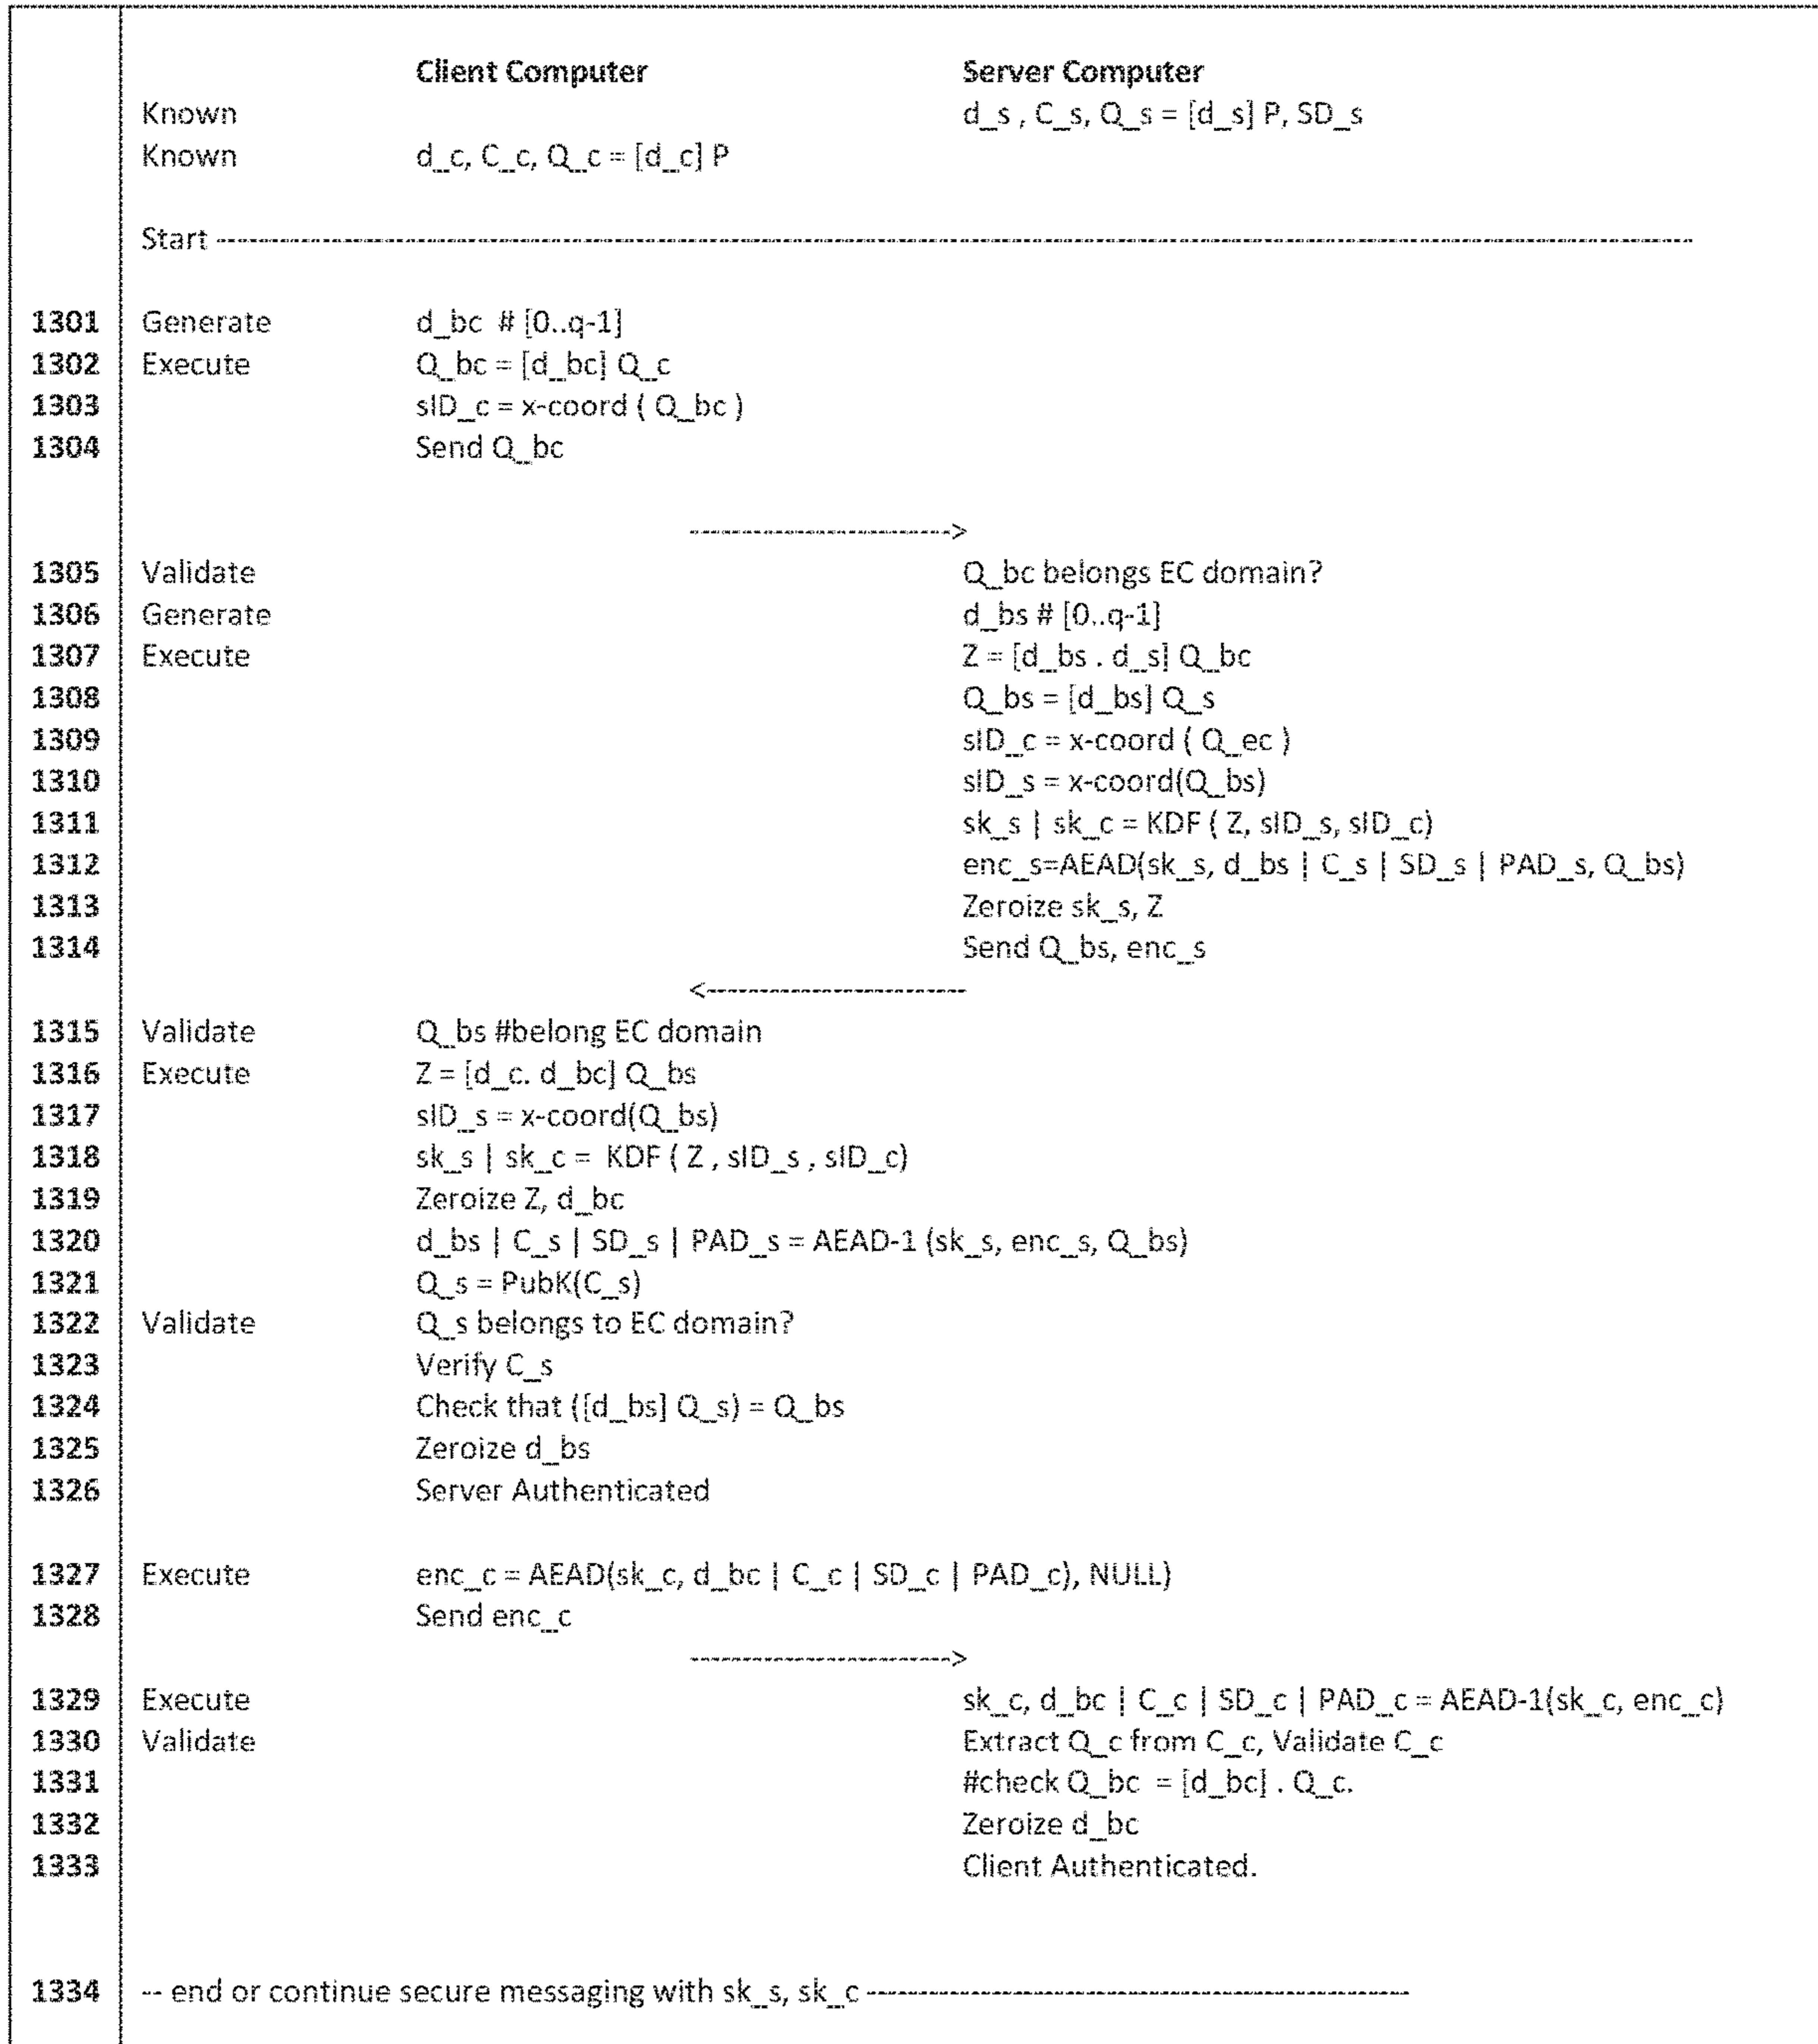 Client Computer Server Computer
Known d_s , C_s, Q_s = [d_s] P, SD_s
Known d_c, C_c, Q_c = [d_c] P
Start
1301 Generate d_bc # [0..q-1]
1302 Execute Q_bc = [d_bc] Q_c
1303 sID_c = x-coord ( Q_bc )
1304 Send Q_bc
------------------------->
1305 Validate Q_bc belongs EC domain?
1306 Generate d_bs # [0..q-1]
1307 Execute Z = [d_bs . d_s] Q_bc
1308 Q_bs = [d_bs] Q_s
1309 sID_c = x-coord ( Q_ec )
1310 sID_s = x-coord(Q_bs)
1311 sk_s | sk_c = KDF ( Z, sID_s, sID_c)
1312 enc_s=AEAD(sk_s, d_bs | C_s | SD_s | PAD_s, Q_bs)
1313 Zeroize sk_s, Z
1314 Send Q_bs, enc_s
<-------------------------
1315 Validate Q_bs #belong EC domain
1316 Execute Z = [d_c. d_bc] Q_bs
1317 sID_s = x-coord(Q_bs)
1318 sk_s | sk_c = KDF ( Z , sID_s , sID_c)
1319 Zeroize Z, d_bc
1320 d_bs | C_s | SD_s | PAD_s = AEAD-1 (sk_s, enc_s, Q_bs)
1321 Q_s = PubK(C_s)
1322 Validate Q_s belongs to EC domain?
1323 Verify C_s
1324 Check that ([d_bs] Q_s) = Q_bs
1325 Zeroize d_bs
1326 Server Authenticated
1327 Execute enc_c = AEAD(sk_c, d_bc | C_c | SD_c | PAD_c), NULL)
1328 Send enc_c
------------------------->
1329 Execute sk_c, d_bc | C_c | SD_c | PAD_c = AEAD-1(sk_c, enc_c)
1330 Validate Extract Q_c from C_c, Validate C_c
1331 #check Q_bc = [d_bc] . Q_c.
1332 Zeroize d_bc
1333 Client Authenticated.
1334 -- end or continue secure messaging with sk_s, sk_c